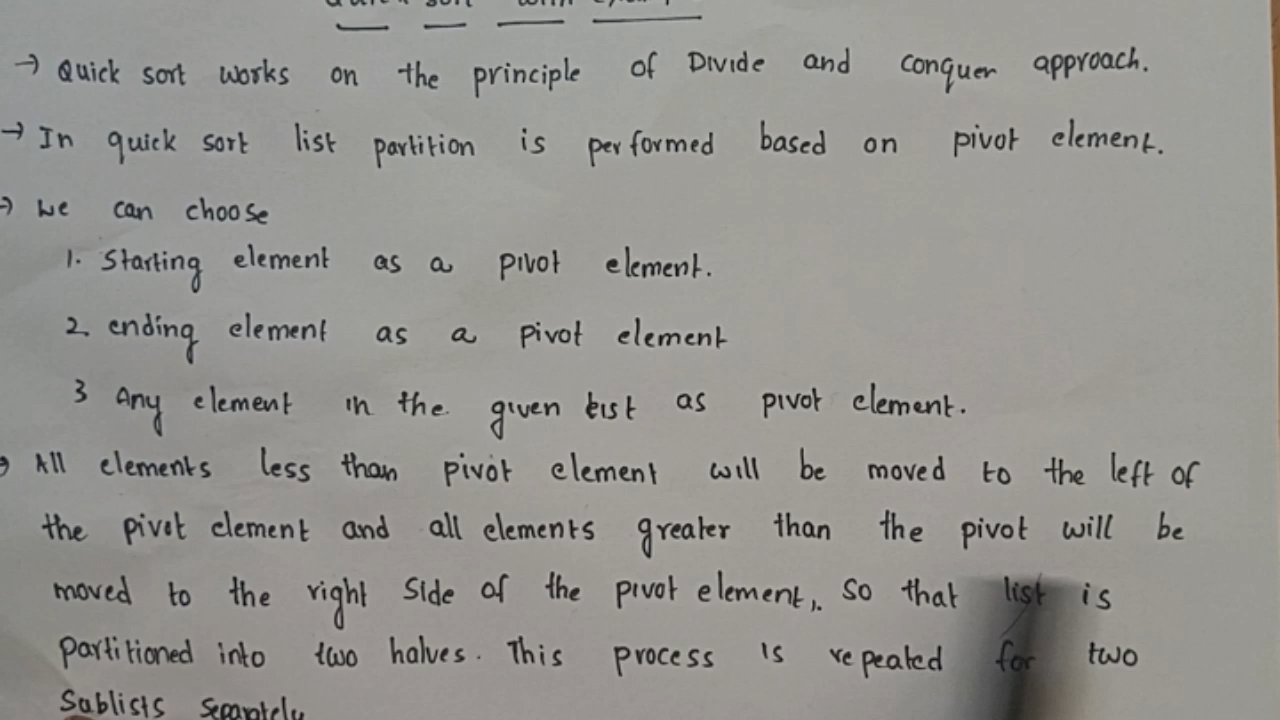 Quick sort with
→ Quick sort works on the principle of Divide and conquer approach.
→ In quick sort list partition is performed based on pivot element.
→ we can choose
1. Starting element as a pivot element.
2 ending element as a pivot element
3 Any element in the given list as pivot element.
→ All elements less than pivot element will be moved to the left of
the pivot element and all elements greater than the pivot will be
moved to the right side of the pivot element, so that list is
partitioned into two halves. This process is repeated for two
Sablists separately